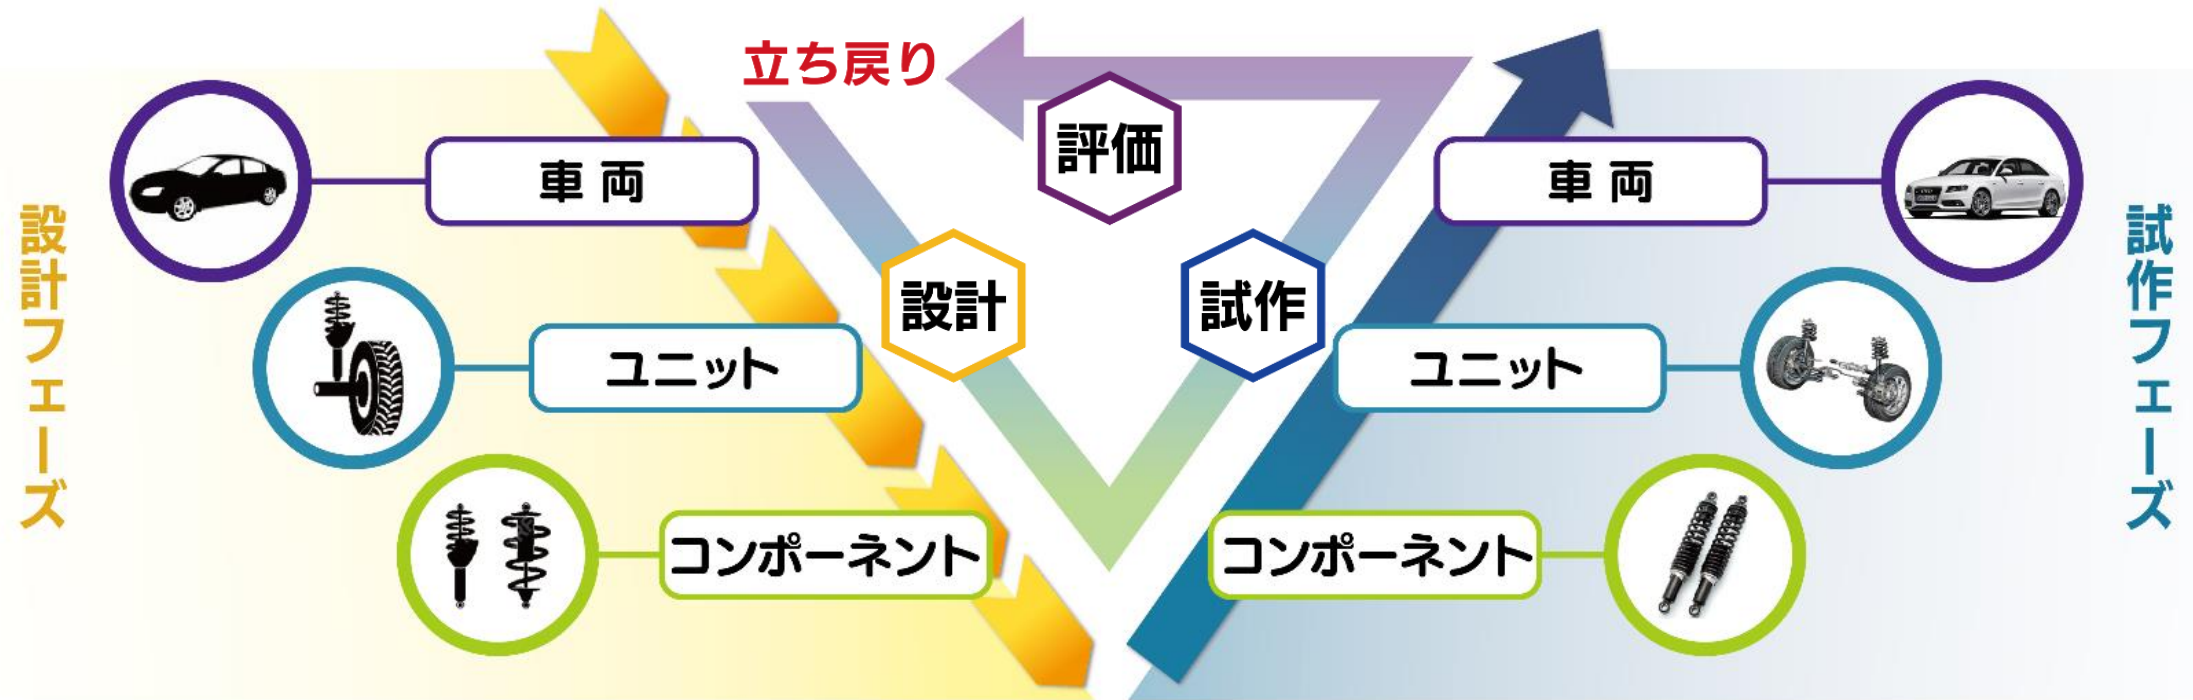 設計フェーズ
立ち戻り
評価
車両
車両
設計
試作
ユニット
ユニット
コンポーネント
コンポーネント
試作フェーズ